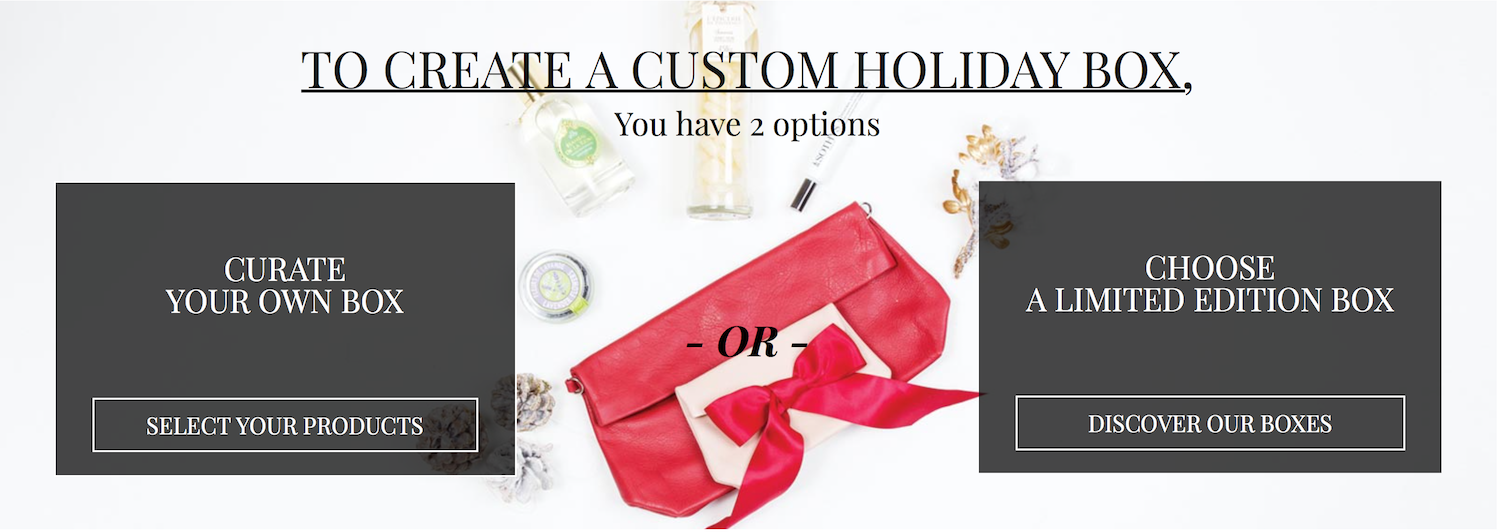 TO CREATE A CUSTOM HOLIDAY BOX,
You have 2 options
CURATE
YOUR OWN BOX
SELECT YOUR PRODUCTS
- OR -
CHOOSE
A LIMITED EDITION BOX
DISCOVER OUR BOXES